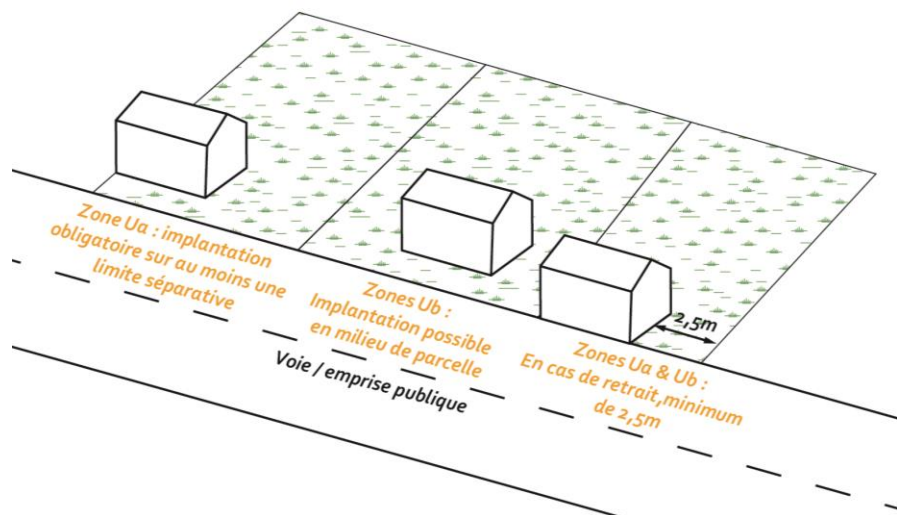 Zone Ua : implantation
obligatoire sur au moins une
limite séparative
Zones Ub :
Implantation possible
en milieu de parcelle
2,5m
Zones Ua & Ub :
En cas de retrait,minimum
de 2,5m
Voie / emprise publique